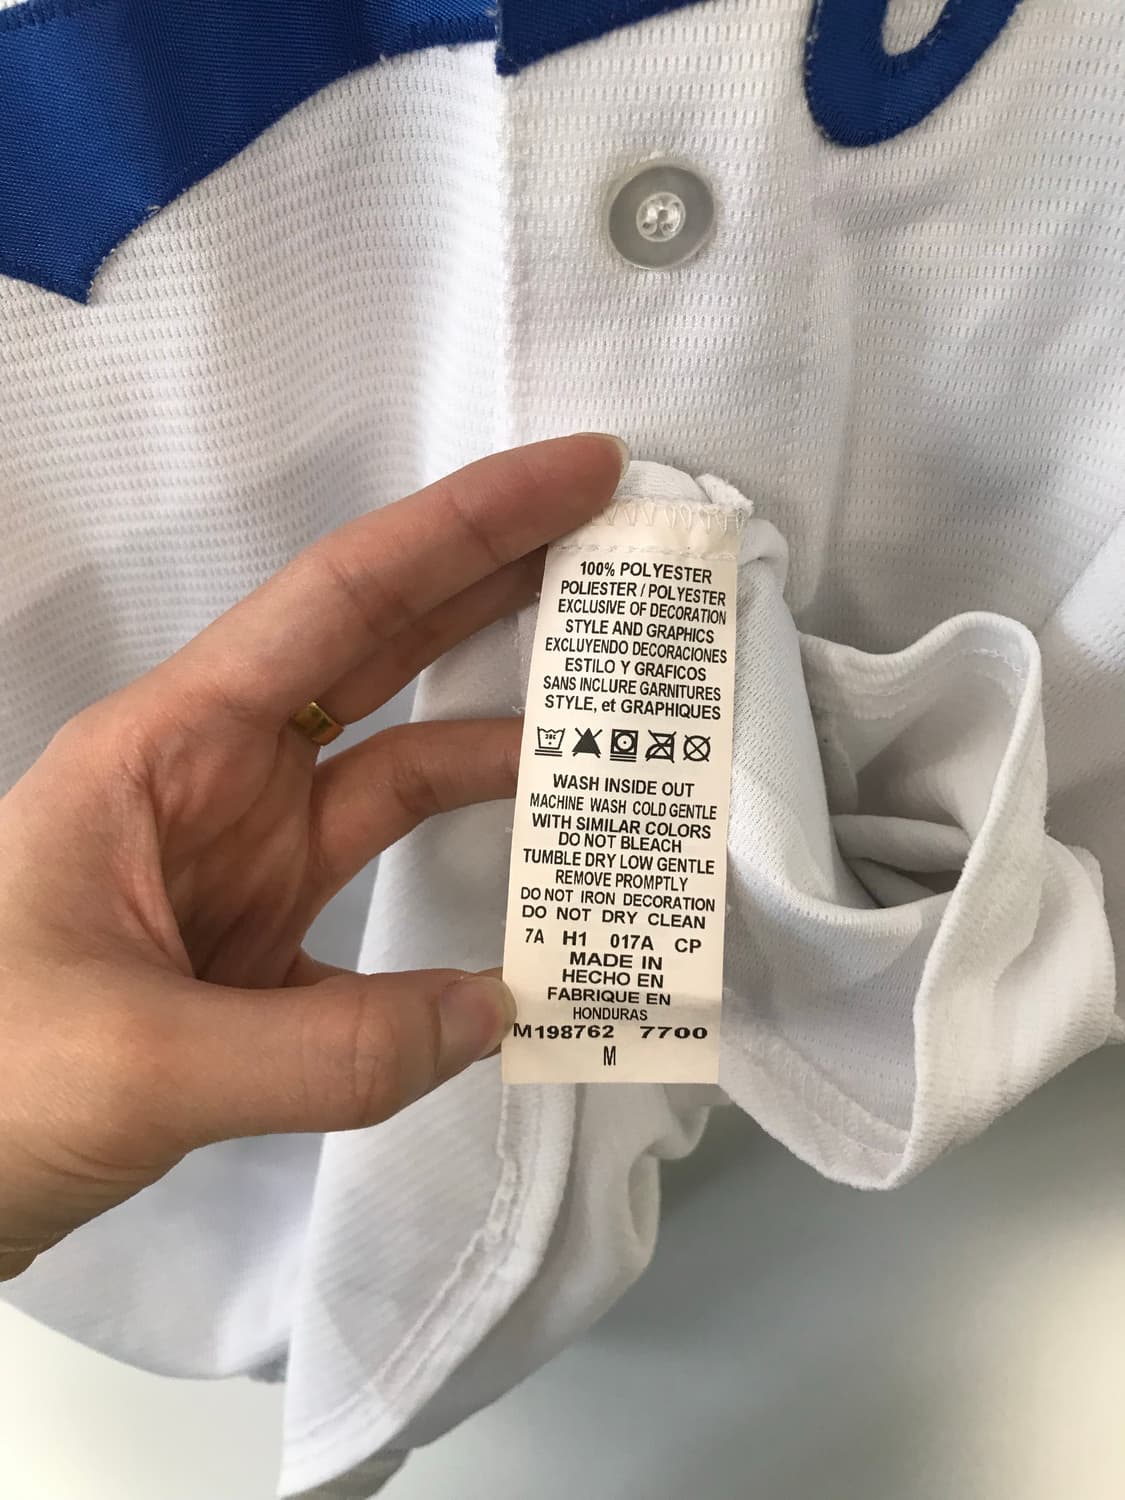 100% POLYESTER
POLIESTER / POLYESTER
EXCLUSIVE OF DECORATION
STYLE AND GRAPHICS
EXCLUYENDO DECORACIONES
ESTILO Y GRAFICOS
SANS INCLURE GARNITURES
STYLE, et GRAPHIQUES
WASH INSIDE OUT
MACHINE WASH COLD GENTLE
WITH SIMILAR COLORS
DO NOT BLEACH
TUMBLE DRY LOW GENTLE
REMOVE PROMPTLY
DO NOT IRON DECORATION
DO NOT DRY CLEAN
7A H1 017A CP
MADE IN
HECHO EN
FABRIQUE EN
HONDURAS
M198762 7700
M